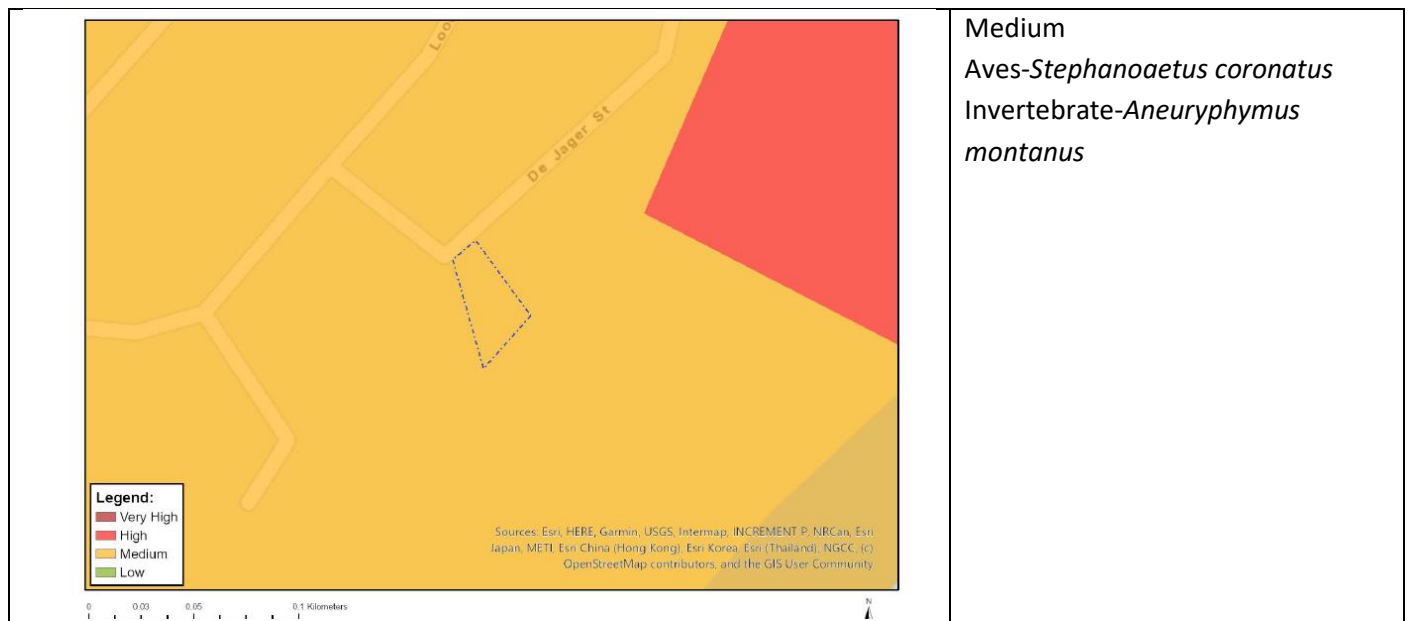 Medium
Aves-Stephanoaetus coronatus
Invertebrate-Aneuryphymus
montanus
Loo
De Jager St
Legend:
Very High
High
Medium
Low
Sources: Esri, HERE, Garmin, USGS, Intermap, INCREMENT P, NRCan, Esri
Japan, METI, Esri China (Hong Kong), Esri Korea, Esri (Thailand), NGCC, (c)
OpenStreetMap contributors, and the GIS User Community
0 0.03 0.05 0.1 Kilometers
N